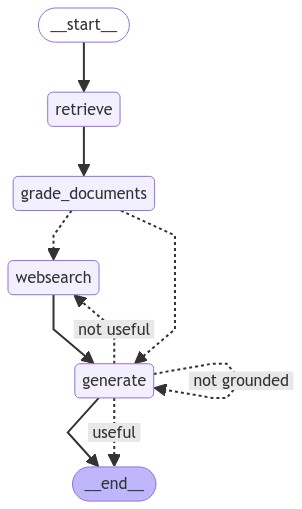 __start__
retrieve
grade_documents
websearch
not useful
generate
not grounded
useful
__end__